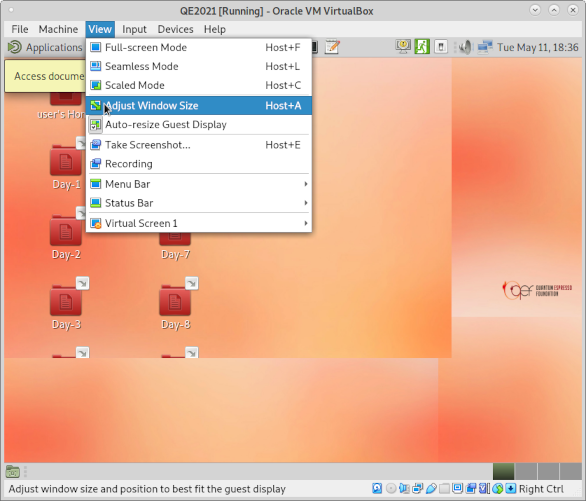 QE2021 [Running] - Oracle VM VirtualBox
File Machine View Input Devices Help
Applications Tue May 11, 18:36
Full-screen Mode Host+F
Seamless Mode Host+L
Scaled Mode Host+C
Adjust Window Size Host+A
Auto-resize Guest Display
Take Screenshot... Host+E
Recording
Menu Bar
Status Bar
Virtual Screen 1
Access docume
user's Hor
Day-1
Day-2 Day-7
Day-3 Day-8
QUANTUM ESPRESSO
FOUNDATION
Adjust window size and position to best fit the guest display Right Ctrl